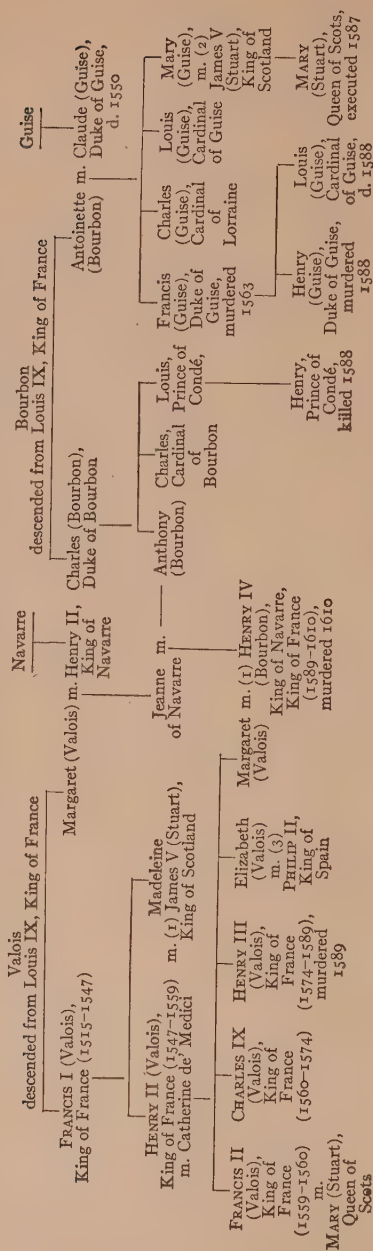 Valois
descended from Louis IX, King of France
FRANCIS I (Valois),
King of France (1515–1547)
Margaret (Valois) m. Henry II,
King of
Navarre
Navarre
HENRY II (Valois),
King of France (1547–1559)
m. Catherine de' Medici
Madeleine
m. (1) James V (Stuart),
King of Scotland
Jeanne m.
of Navarre
FRANCIS II
(Valois),
King of
France
(1559–1560)
m.
MARY (Stuart),
Queen of
Scots
CHARLES IX
(Valois),
King of
France
(1560–1574)
HENRY III
(Valois),
King of
France
(1574–1589),
murdered
1589
Elizabeth
(Valois)
m. (3)
PHILIP II,
King of
Spain
Margaret m. (1) HENRY IV
(Valois)
(Bourbon),
King of Navarre,
King of France
(1589–1610),
murdered 1610
Bourbon
descended from Louis IX, King of France
Charles (Bourbon),
Duke of Bourbon
Antoinette m. Claude (Guise),
(Bourbon)
Duke of Guise,
d. 1550
Guise
Anthony
(Bourbon)
Charles,
Cardinal
of
Bourbon
Louis,
Prince of
Condé,
Francis
(Guise),
Duke of
Guise,
murdered
1563
Charles
(Guise),
Cardinal
of
Lorraine
Louis
(Guise),
Cardinal
of Guise
Mary
(Guise),
m. (2)
James V
(Stuart),
King of
Scotland
Henry,
Prince of
Condé,
killed 1588
Henry
(Guise),
Duke of Guise,
murdered
1588
Louis
(Guise),
Cardinal
of Guise,
d. 1588
MARY
(Stuart),
Queen of Scots,
executed 1587